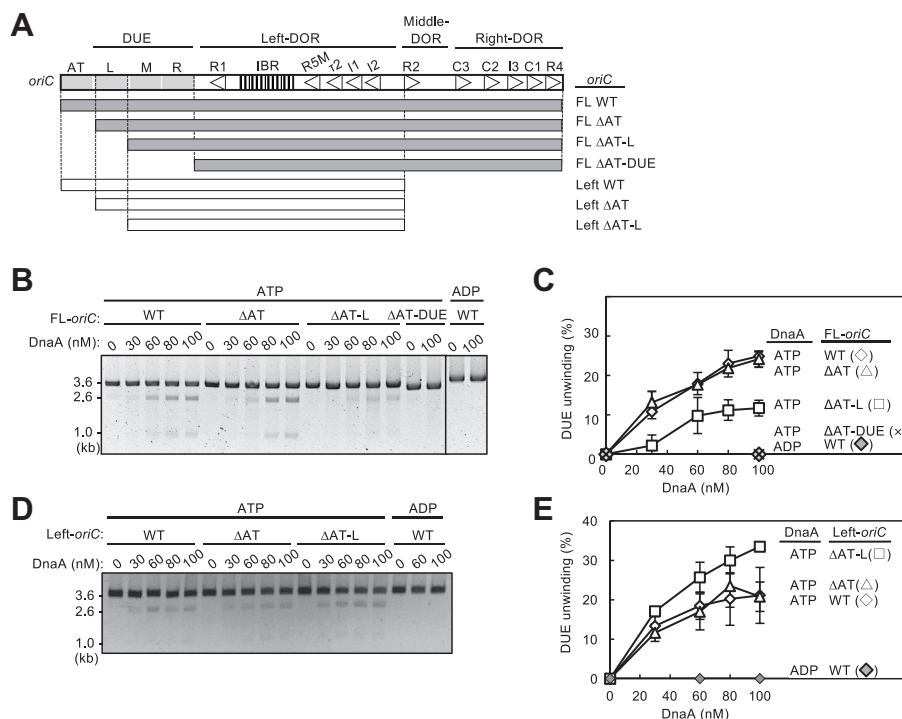 A
DUE Left-DOR Middle-DOR Right-DOR
AT L M R R1 IBR R5M τ2 I1 I2 R2 C3 C2 I3 C1 R4
oriC
oriC
FL WT
FL ΔAT
FL ΔAT-L
FL ΔAT-DUE
Left WT
Left ΔAT
Left ΔAT-L
B
ATP ADP
FL-oriC: WT ΔAT ΔAT-L ΔAT-DUE WT
DnaA (nM): 0 30 60 80 100 0 30 60 80 100 0 30 60 80 100 0 100 0 100
3.6
2.6
1.0
(kb)
C
DUE unwinding (%)
30
20
10
0
0 20 40 60 80 100
DnaA (nM)
DnaA FL-oriC
ATP WT (◇)
ATP ΔAT (△)
ATP ΔAT-L (□)
ATP ΔAT-DUE (×
ADP WT (◆)
D
ATP ADP
Left-oriC: WT ΔAT ΔAT-L WT
DnaA (nM): 0 30 60 80 100 0 30 60 80 100 0 30 60 80 100 0 60 80 100
3.6
2.6
1.0
(kb)
E
DUE unwinding (%)
40
30
20
10
0
0 20 40 60 80 100
DnaA (nM)
DnaA Left-oriC
ATP ΔAT-L(□)
ATP ΔAT(△)
ATP WT (◇)
ADP WT (◆)